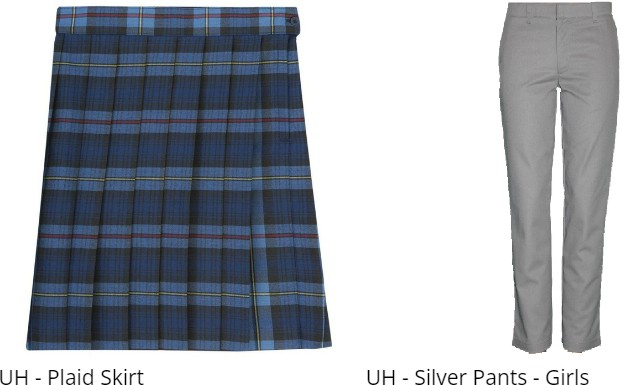 UH - Plaid Skirt
UH - Silver Pants - Girls